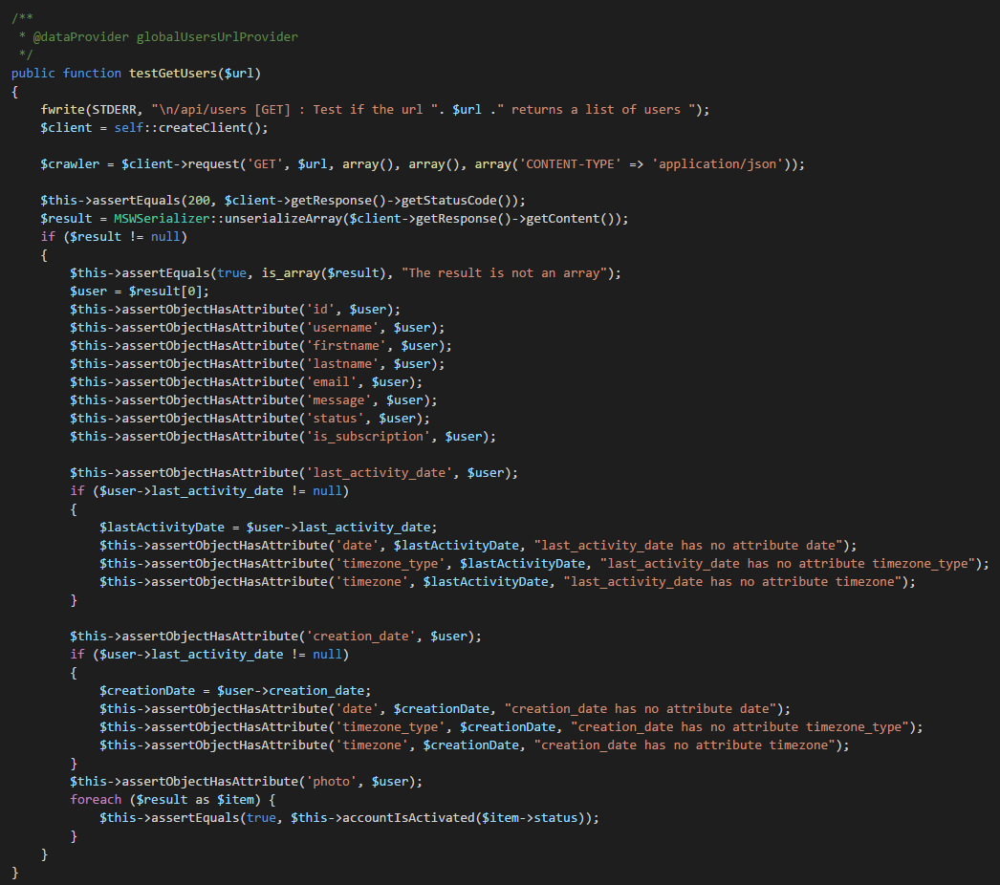 /**
 * @dataProvider globalUsersUrlProvider
 */
public function testGetUsers($url)
{
    fwrite(STDERR, "\n/api/users [GET] : Test if the url ". $url ." returns a list of users ");
    $client = self::createClient();

    $crawler = $client->request('GET', $url, array(), array(), array('CONTENT-TYPE' => 'application/json'));

    $this->assertEquals(200, $client->getResponse()->getStatusCode());
    $result = MSWSerializer::unserializeArray($client->getResponse()->getContent());
    if ($result != null)
    {
        $this->assertEquals(true, is_array($result), "The result is not an array");
        $user = $result[0];
        $this->assertObjectHasAttribute('id', $user);
        $this->assertObjectHasAttribute('username', $user);
        $this->assertObjectHasAttribute('firstname', $user);
        $this->assertObjectHasAttribute('lastname', $user);
        $this->assertObjectHasAttribute('email', $user);
        $this->assertObjectHasAttribute('message', $user);
        $this->assertObjectHasAttribute('status', $user);
        $this->assertObjectHasAttribute('is_subscription', $user);

        $this->assertObjectHasAttribute('last_activity_date', $user);
        if ($user->last_activity_date != null)
        {
            $lastActivityDate = $user->last_activity_date;
            $this->assertObjectHasAttribute('date', $lastActivityDate, "last_activity_date has no attribute date");
            $this->assertObjectHasAttribute('timezone_type', $lastActivityDate, "last_activity_date has no attribute timezone_type");
            $this->assertObjectHasAttribute('timezone', $lastActivityDate, "last_activity_date has no attribute timezone");
        }

        $this->assertObjectHasAttribute('creation_date', $user);
        if ($user->last_activity_date != null)
        {
            $creationDate = $user->creation_date;
            $this->assertObjectHasAttribute('date', $creationDate, "creation_date has no attribute date");
            $this->assertObjectHasAttribute('timezone_type', $creationDate, "creation_date has no attribute timezone_type");
            $this->assertObjectHasAttribute('timezone', $creationDate, "creation_date has no attribute timezone");
        }
        $this->assertObjectHasAttribute('photo', $user);
        foreach ($result as $item) {
            $this->assertEquals(true, $this->accountIsActivated($item->status));
        }
    }
}